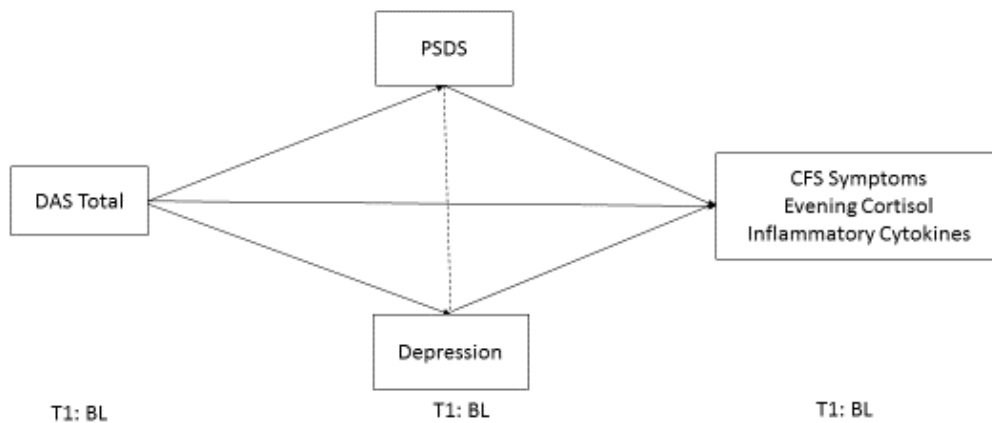 PSDS
DAS Total
CFS Symptoms
Evening Cortisol
Inflammatory Cytokines
Depression
T1: BL
T1: BL
T1: BL